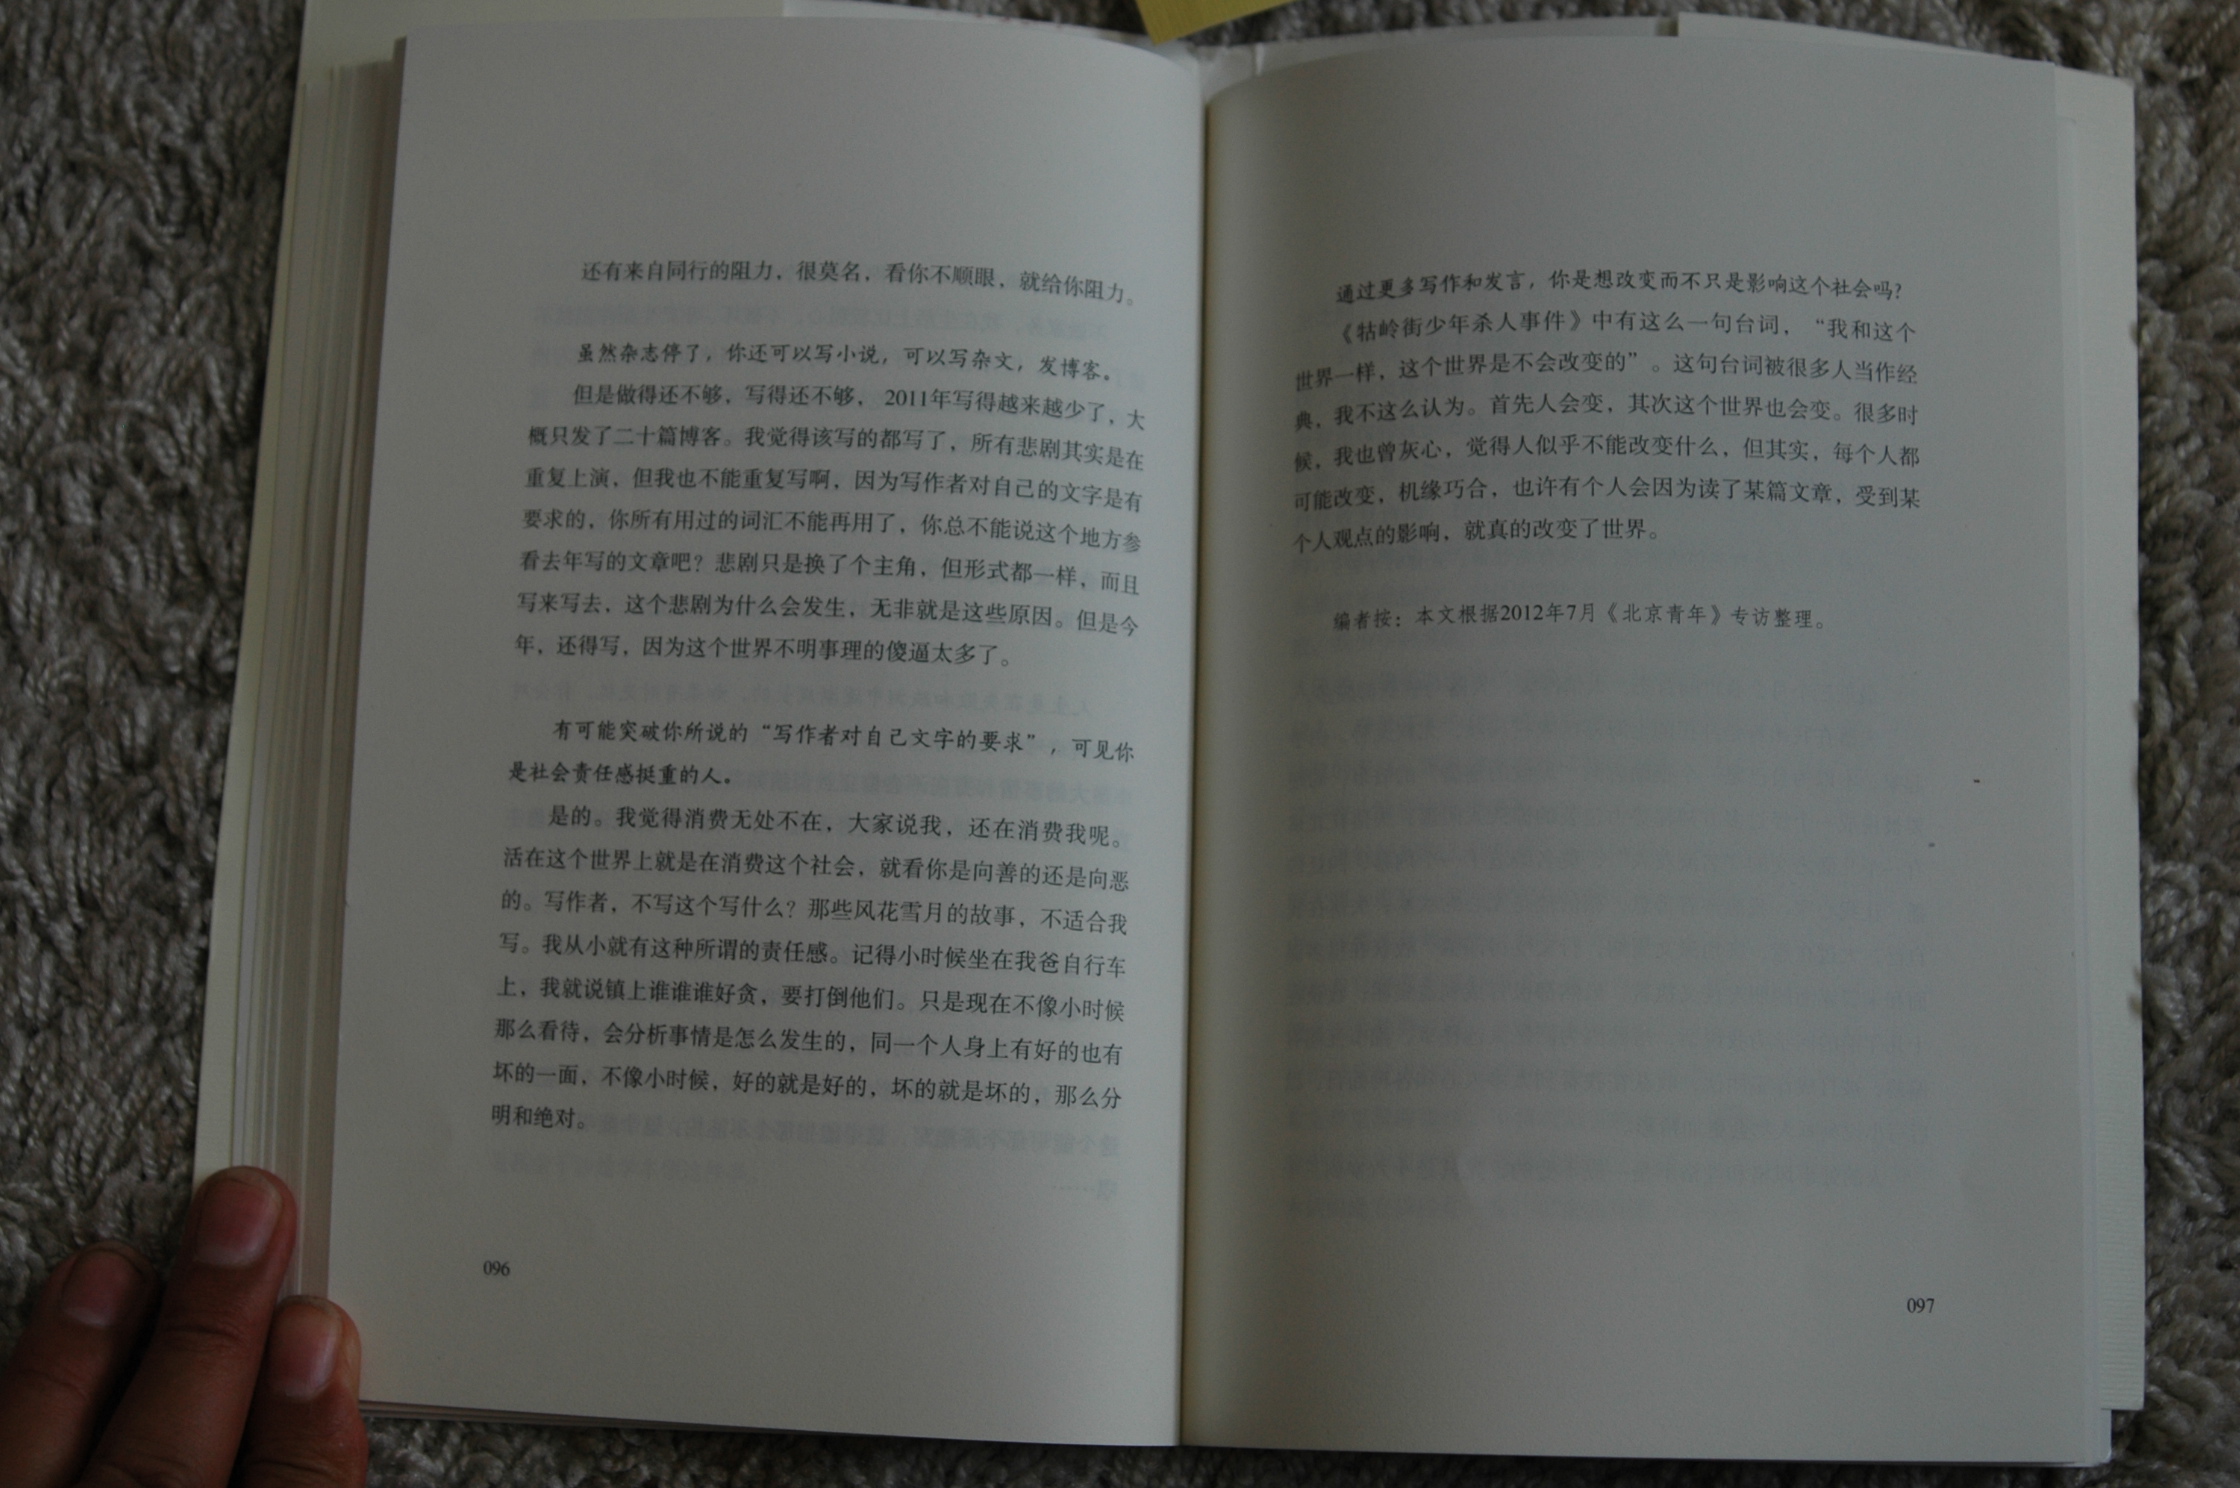 还有来自同行的阻力，很莫名，看你不顺眼，就给你阻力。
虽然杂志停了，你还可以写小说，可以写杂文，发博客。
但是做得还不够，写得还不够， 2011年写得越来越少了，大
概只发了二十篇博客。我觉得该写的都写了，所有悲剧其实是在
重复上演，但我也不能重复写啊，因为写作者对自己的文字是有
要求的，你所有用过的词汇不能再用了，你总不能说这个地方参
看去年写的文章吧？悲剧只是换了个主角，但形式都一样，而且
写来写去，这个悲剧为什么会发生，无非就是这些原因。但是今
年，还得写，因为这个世界不明事理的傻逼太多了。
有可能突破你所说的“写作者对自己文字的要求”，可见你
是社会责任感挺重的人。
是的。我觉得消费无处不在，大家说我，还在消费我呢。
活在这个世界上就是在消费这个社会，就看你是向善的还是向恶
的。写作者，不写这个写什么？那些风花雪月的故事，不适合我
写。我从小就有这种所谓的责任感。记得小时候坐在我爸自行车
上，我就说镇上谁谁谁好贪，要打倒他们。只是现在不像小时候
那么看待，会分析事情是怎么发生的，同一个人身上有好的也有
坏的一面，不像小时候，好的就是好的，坏的就是坏的，那么分
明和绝对。
096
通过更多写作和发言，你是想改变而不只是影响这个社会吗？
《牯岭街少年杀人事件》中有这么一句台词，“我和这个
世界一样，这个世界是不会改变的”。这句台词被很多人当作经
典，我不这么认为。首先人会变，其次这个世界也会变。很多时
候，我也曾灰心，觉得人似乎不能改变什么，但其实，每个人都
可能改变，机缘巧合，也许有个人会因为读了某篇文章，受到某
个人观点的影响，就真的改变了世界。
编者按：本文根据2012年7月《北京青年》专访整理。
097